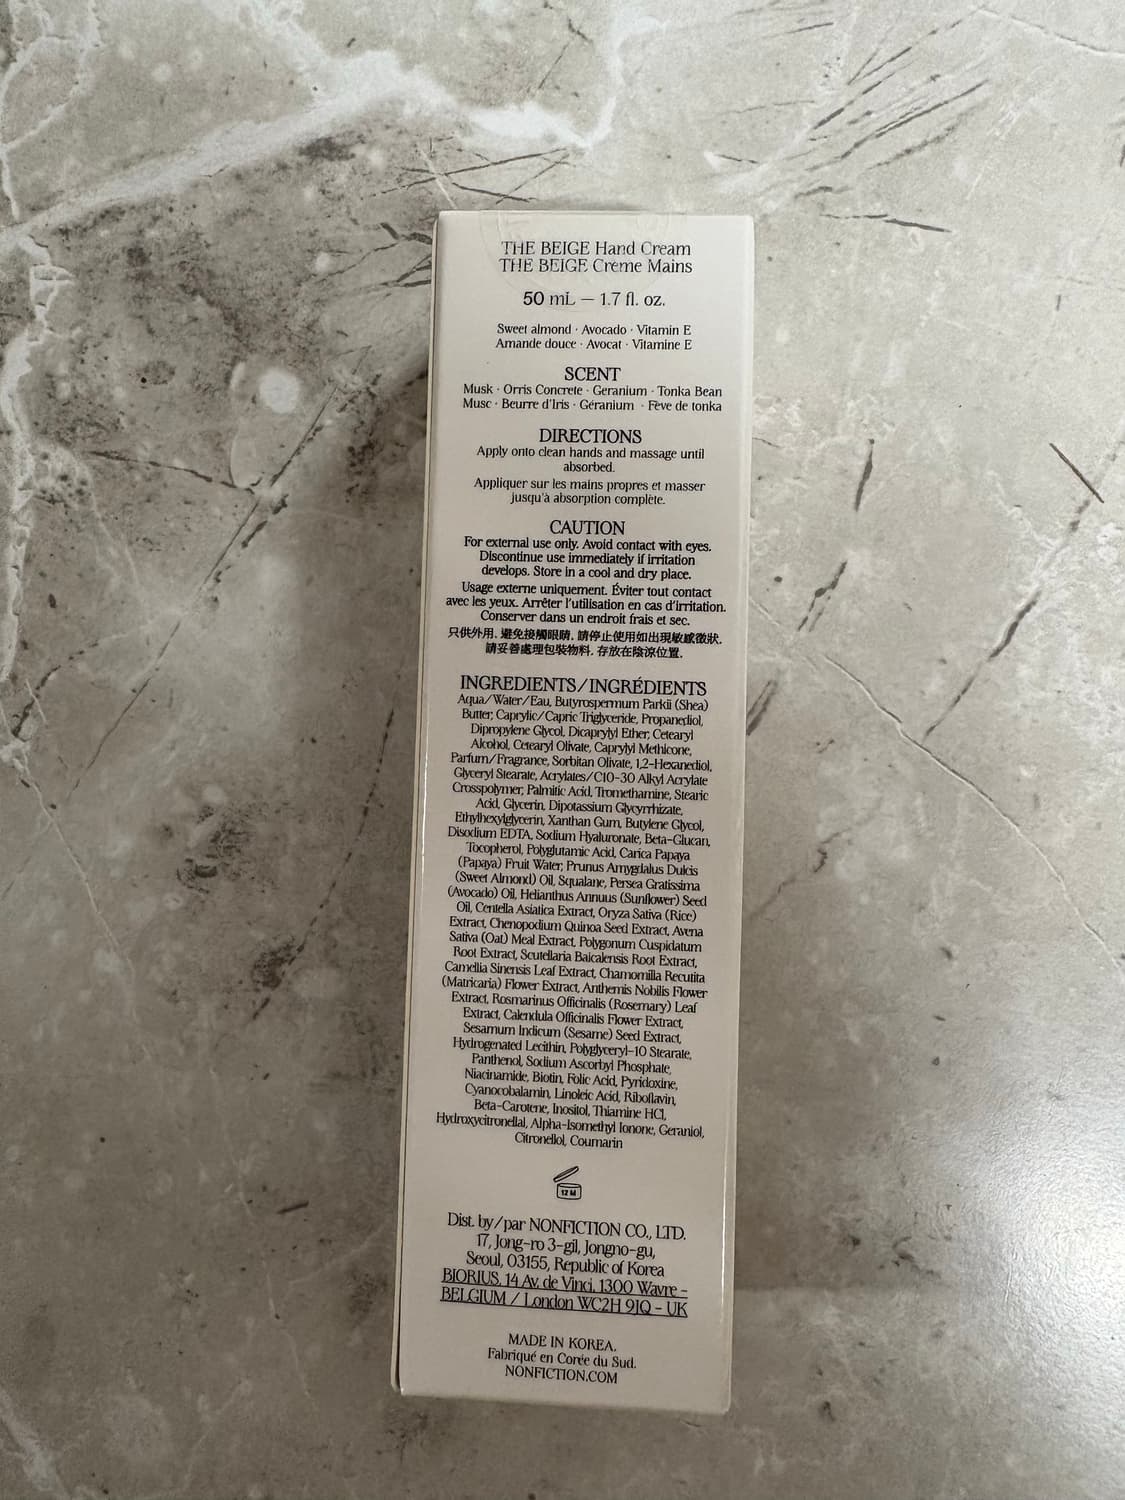 THE BEIGE Hand Cream
THE BEIGE Crème Mains
50 mL — 1.7 fl. oz.
Sweet almond · Avocado · Vitamin E
Amande douce · Avocat · Vitamine E
SCENT
Musk · Orris Concrete · Geranium · Tonka Bean
Musc · Beurre d'Iris · Géranium · Fève de tonka
DIRECTIONS
Apply onto clean hands and massage until
absorbed.
Appliquer sur les mains propres et masser
jusqu'à absorption complète.
CAUTION
For external use only. Avoid contact with eyes.
Discontinue use immediately if irritation
develops. Store in a cool and dry place.
Usage externe uniquement. Éviter tout contact
avec les yeux. Arrêter l'utilisation en cas d'irritation.
Conserver dans un endroit frais et sec.
只供外用. 避免接觸眼睛. 請停止使用如出現敏感徵狀.
請妥善處理包裝物料. 存放在陰涼位置.
INGREDIENTS/INGRÉDIENTS
Aqua/Water/Eau, Butyrospermum Parkii (Shea)
Butter, Caprylic/Capric Triglyceride, Propanediol,
Dipropylene Glycol, Dicaprylyl Ether, Cetearyl
Alcohol, Cetearyl Olivate, Caprylyl Methicone,
Parfum/Fragrance, Sorbitan Olivate, 1,2-Hexanediol,
Glyceryl Stearate, Acrylates/C10-30 Alkyl Acrylate
Crosspolymer, Palmitic Acid, Tromethamine, Stearic
Acid, Glycerin, Dipotassium Glycyrrhizate,
Ethylhexylglycerin, Xanthan Gum, Butylene Glycol,
Disodium EDTA, Sodium Hyaluronate, Beta-Glucan,
Tocopherol, Polyglutamic Acid, Carica Papaya
(Papaya) Fruit Water, Prunus Amygdalus Dulcis
(Sweet Almond) Oil, Squalane, Persea Gratissima
(Avocado) Oil, Helianthus Annuus (Sunflower) Seed
Oil, Centella Asiatica Extract, Oryza Sativa (Rice)
Extract, Chenopodium Quinoa Seed Extract, Avena
Sativa (Oat) Meal Extract, Polygonum Cuspidatum
Root Extract, Scutellaria Baicalensis Root Extract,
Camellia Sinensis Leaf Extract, Chamomilla Recutita
(Matricaria) Flower Extract, Anthemis Nobilis Flower
Extract, Rosmarinus Officinalis (Rosemary) Leaf
Extract, Calendula Officinalis Flower Extract,
Sesamum Indicum (Sesame) Seed Extract,
Hydrogenated Lecithin, Polyglyceryl-10 Stearate,
Panthenol, Sodium Ascorbyl Phosphate,
Niacinamide, Biotin, Folic Acid, Pyridoxine,
Cyanocobalamin, Linoleic Acid, Riboflavin,
Beta-Carotene, Inositol, Thiamine HCl,
Hydroxycitronellal, Alpha-Isomethyl Ionone, Geraniol,
Citronellol, Coumarin
12 M
Dist. by/par NONFICTION CO., LTD.
17, Jong-ro 3-gil, Jongno-gu,
Seoul, 03155, Republic of Korea
BIORIUS, 14 Av. de Vinci, 1300 Wavre -
BELGIUM / London WC2H 9JQ - UK
MADE IN KOREA.
Fabriqué en Corée du Sud.
NONFICTION.COM